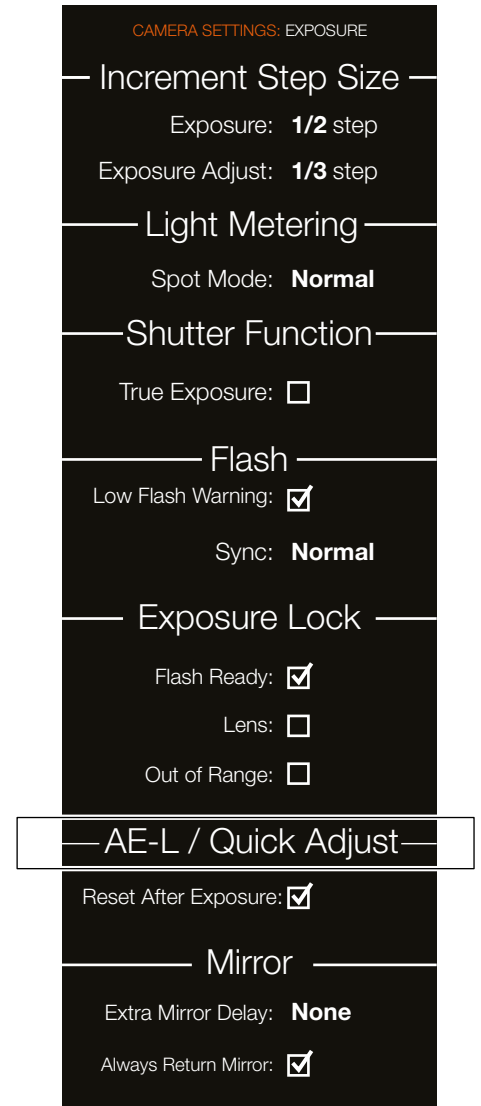 CAMERA SETTINGS: EXPOSURE
Increment Step Size
Exposure: 1/2 step
Exposure Adjust: 1/3 step
Light Metering
Spot Mode: Normal
Shutter Function
True Exposure:
Flash
Low Flash Warning:
Sync: Normal
Exposure Lock
Flash Ready:
Lens:
Out of Range:
AE-L / Quick Adjust
Reset After Exposure:
Mirror
Extra Mirror Delay: None
Always Return Mirror: